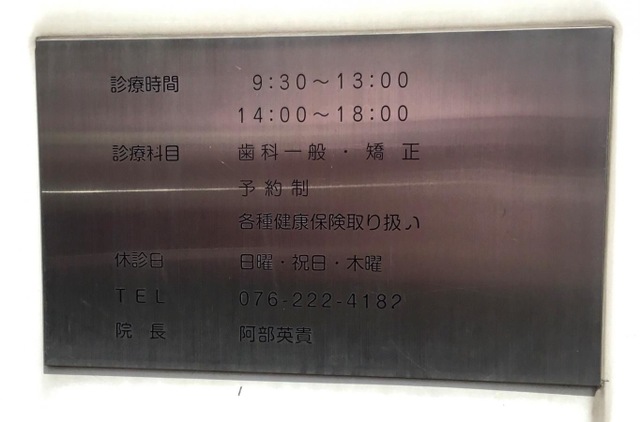 診療時間 9:30～13:00
14:00～18:00
診療科目 歯科一般・矯正
予約制
各種健康保険取り扱い
休診日 日曜・祝日・木曜
TEL 076-222-4182
院長 阿部英貴